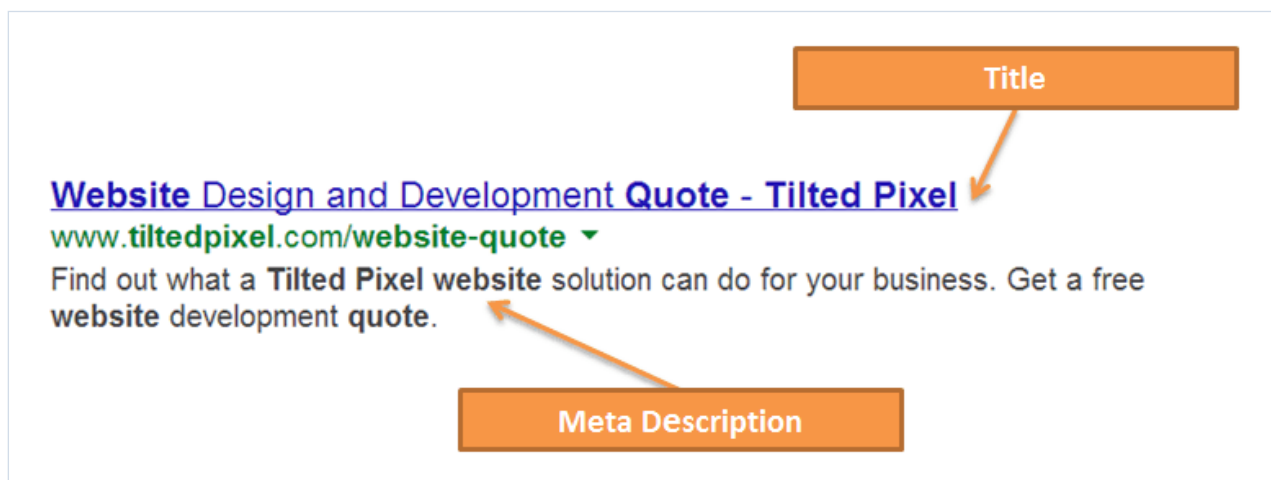 Title
Website Design and Development Quote - Tilted Pixel
www.tiltedpixel.com/website-quote
Find out what a Tilted Pixel website solution can do for your business. Get a free
website development quote.
Meta Description